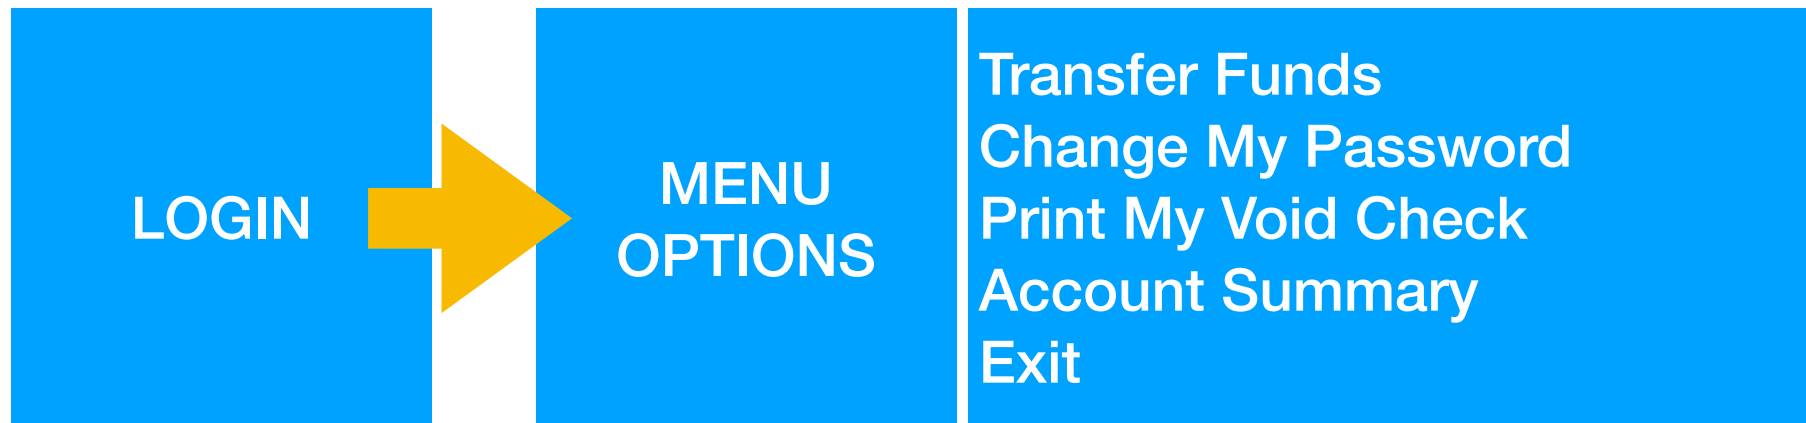 LOGIN
MENU
OPTIONS
Transfer Funds
Change My Password
Print My Void Check
Account Summary
Exit